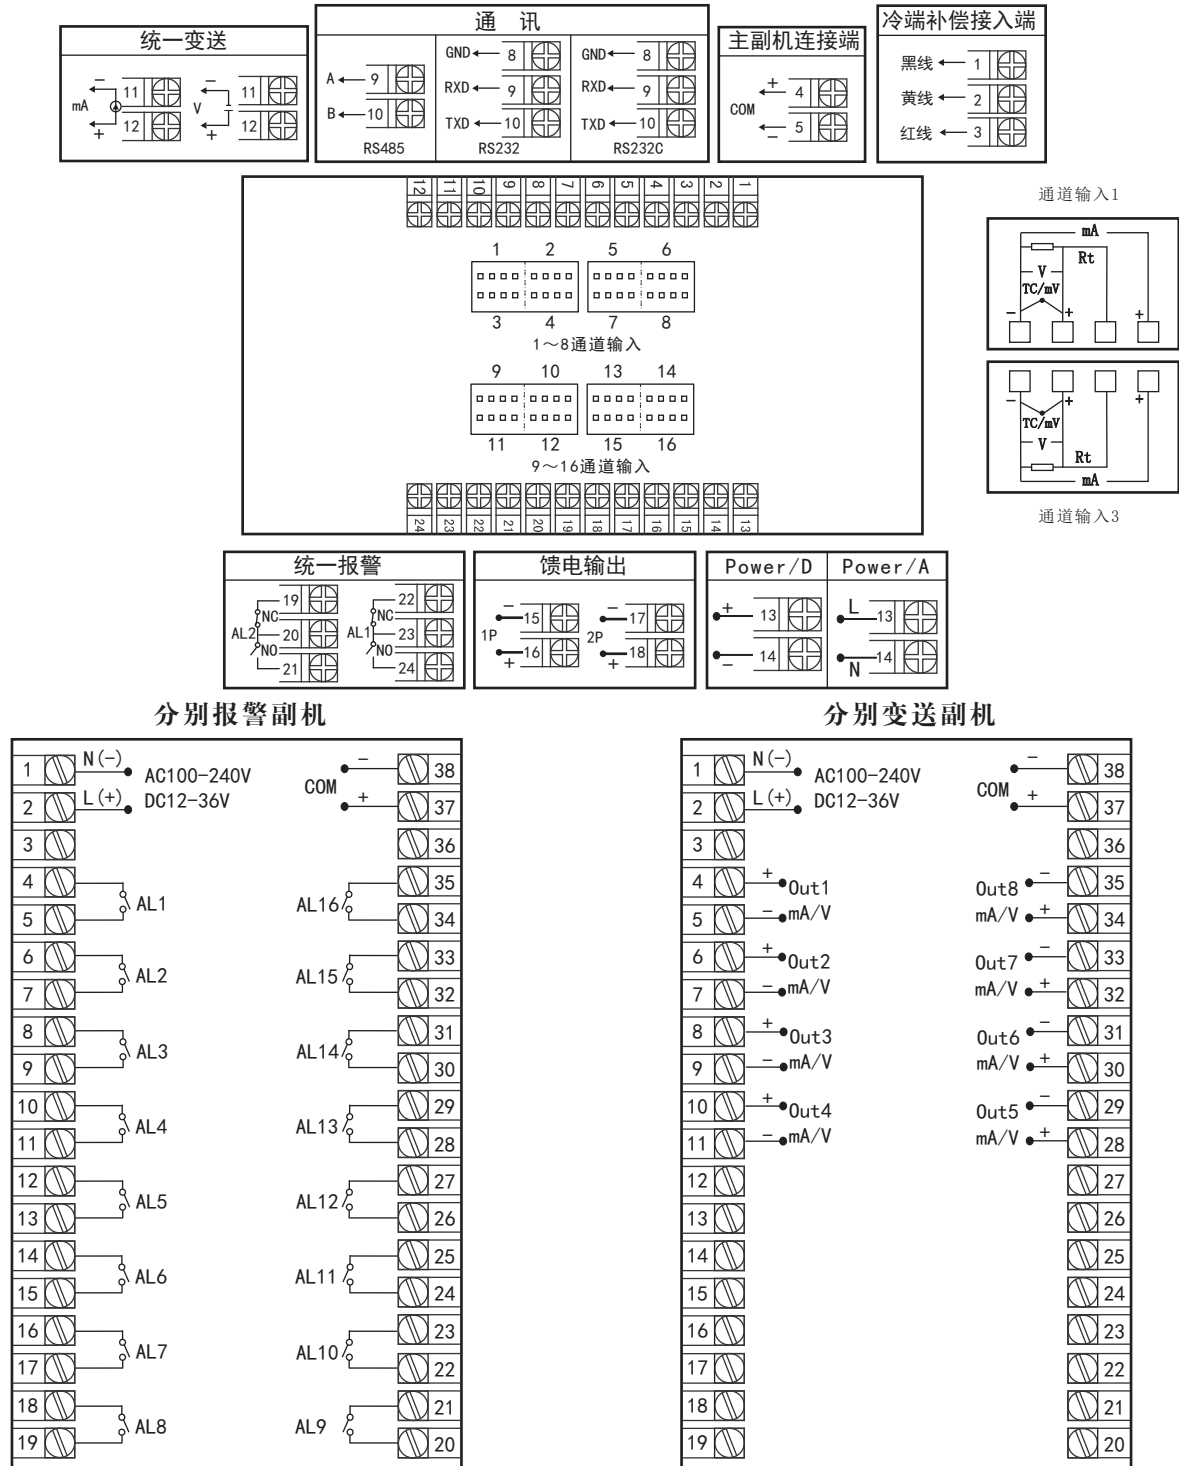 统一变送
− 11 − 11
mA V
+ 12 + 12
通 讯
GND 8 GND 8
A 9 RXD 9 RXD 9
B 10 TXD 10 TXD 10
RS485 RS232 RS232C
主副机连接端
+ 4
COM
− 5
冷端补偿接入端
黑线 1
黄线 2
红线 3
12 11 10 9 8 7 6 5 4 3 2 1
1 2 5 6
3 4 7 8
1～8通道输入
9 10 13 14
11 12 15 16
9～16通道输入
24 23 22 21 20 19 18 17 16 15 14 13
通道输入1
mA
Rt
V
TC/mV
− + +
− + +
TC/mV
V
Rt
mA
通道输入3
统一报警
19 22
NC NC
AL2 20 AL1 23
NO NO
21 24
馈电输出
− 15 − 17
1P 2P
+ 16 + 18
Power/D Power/A
+ 13 L 13
− 14 N 14
分别报警副机
1 N(−) AC100-240V − 38
COM
2 L(+) DC12-36V + 37
3 36
4 35
AL1 AL16
5 34
6 33
AL2 AL15
7 32
8 31
AL3 AL14
9 30
10 29
AL4 AL13
11 28
12 27
AL5 AL12
13 26
14 25
AL6 AL11
15 24
16 23
AL7 AL10
17 22
18 21
AL8 AL9
19 20
分别变送副机
1 N(−) AC100-240V − 38
COM
2 L(+) DC12-36V + 37
3 36
4 + Out1 Out8 − 35
5 − mA/V mA/V + 34
6 + Out2 Out7 − 33
7 − mA/V mA/V + 32
8 + Out3 Out6 − 31
9 − mA/V mA/V + 30
10 + Out4 Out5 − 29
11 − mA/V mA/V + 28
12 27
13 26
14 25
15 24
16 23
17 22
18 21
19 20